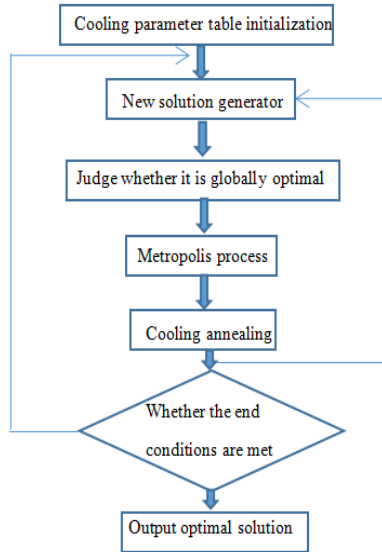 Cooling parameter table initialization
New solution generator
Judge whether it is globally optimal
Metropolis process
Cooling annealing
Whether the end
conditions are met
Output optimal solution